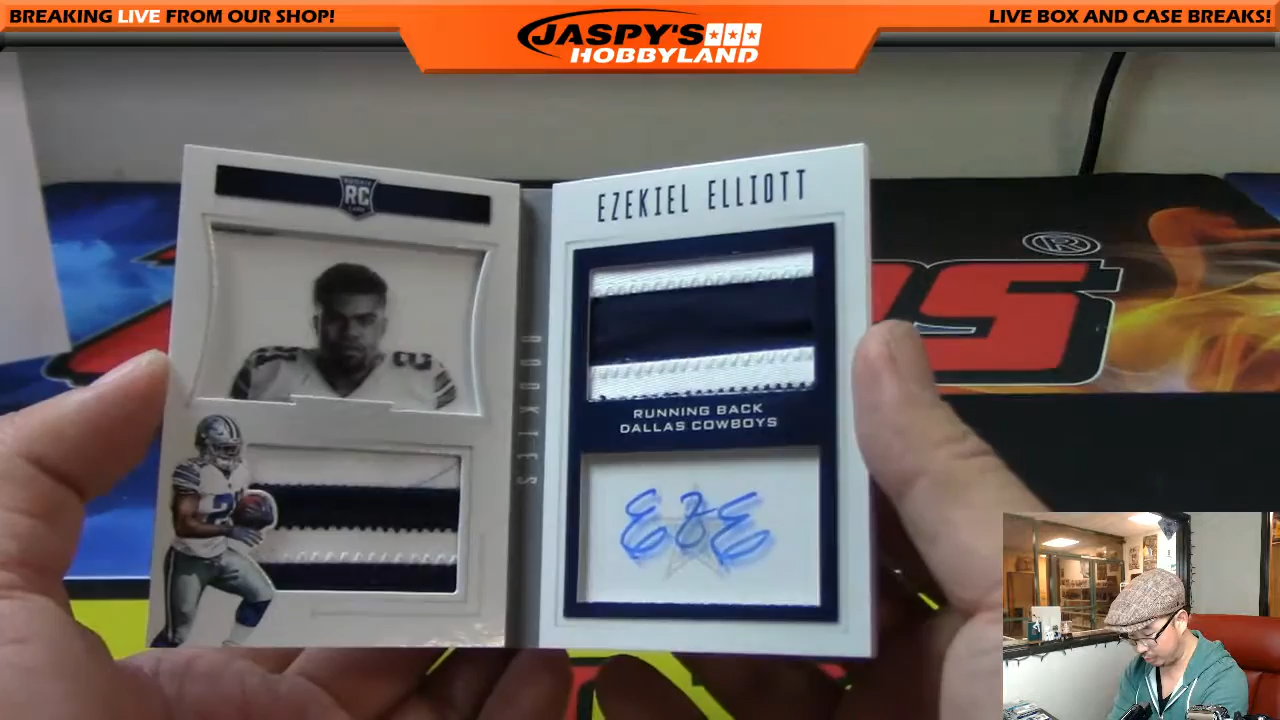 BREAKING LIVE FROM OUR SHOP!
JASPY'S
HOBBYLAND
LIVE BOX AND CASE BREAKS!
RC
EZEKIEL ELLIOTT
ROOKIES
RUNNING BACK
DALLAS COWBOYS
EZE
®